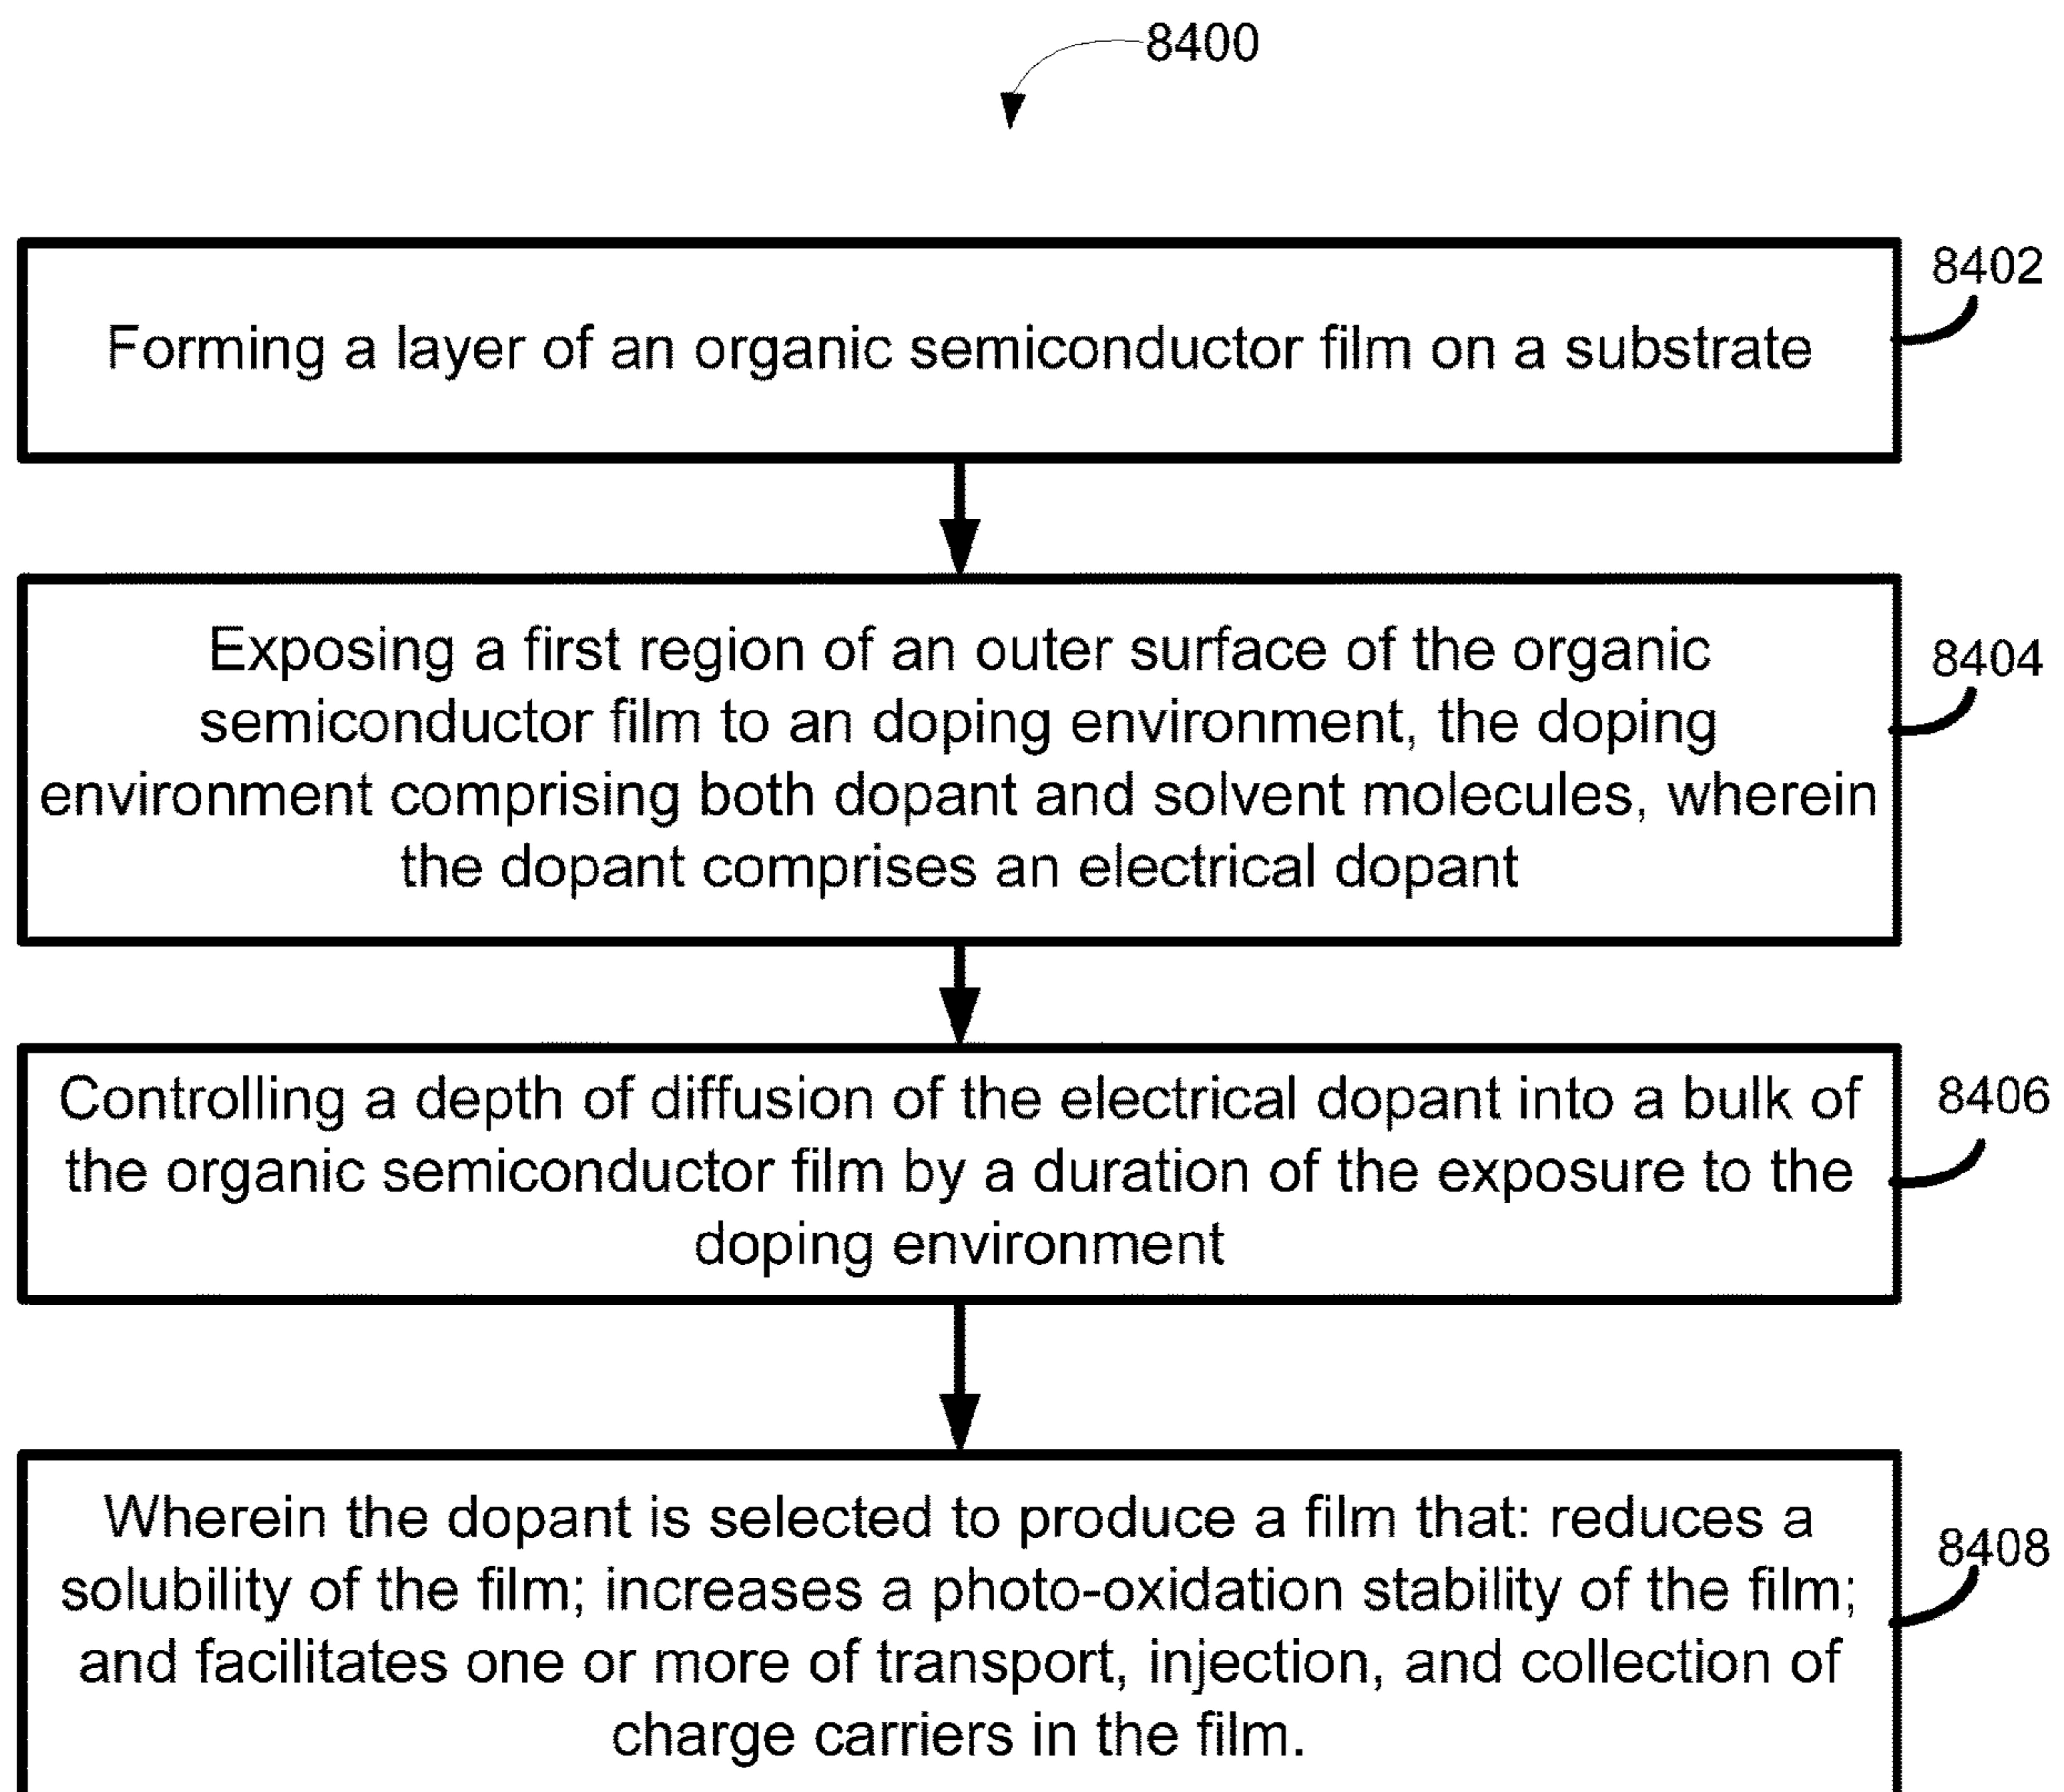 8400
8402
Forming a layer of an organic semiconductor film on a substrate
8404
Exposing a first region of an outer surface of the organic
semiconductor film to an doping environment, the doping
environment comprising both dopant and solvent molecules, wherein
the dopant comprises an electrical dopant
8406
Controlling a depth of diffusion of the electrical dopant into a bulk of
the organic semiconductor film by a duration of the exposure to the
doping environment
8408
Wherein the dopant is selected to produce a film that: reduces a
solubility of the film; increases a photo-oxidation stability of the film;
and facilitates one or more of transport, injection, and collection of
charge carriers in the film.